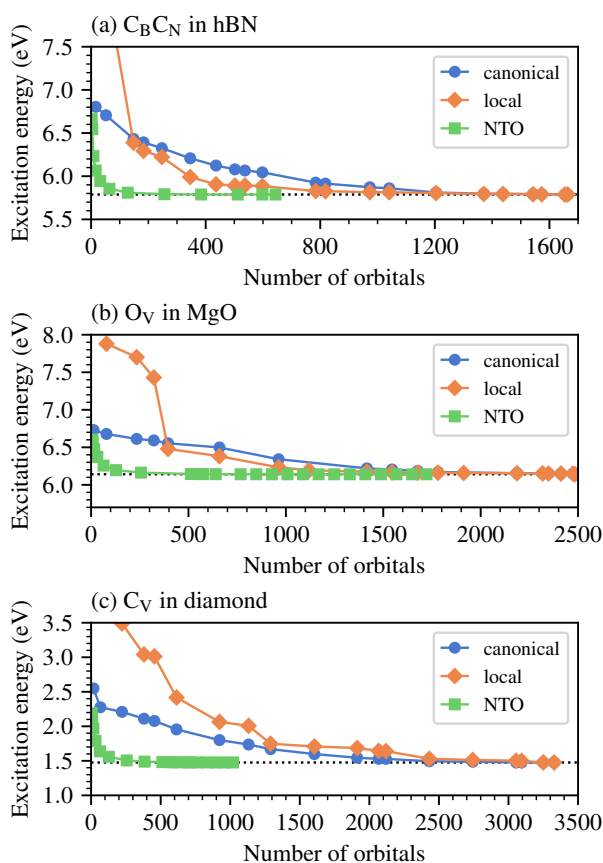 (a) C_BC_N in hBN
Excitation energy (eV)
7.5
7.0
6.5
6.0
5.5
canonical
local
NTO
0 400 800 1200 1600
Number of orbitals
(b) O_V in MgO
Excitation energy (eV)
8.0
7.5
7.0
6.5
6.0
canonical
local
NTO
0 500 1000 1500 2000 2500
Number of orbitals
(c) C_V in diamond
Excitation energy (eV)
3.5
3.0
2.5
2.0
1.5
1.0
canonical
local
NTO
0 500 1000 1500 2000 2500 3000 3500
Number of orbitals